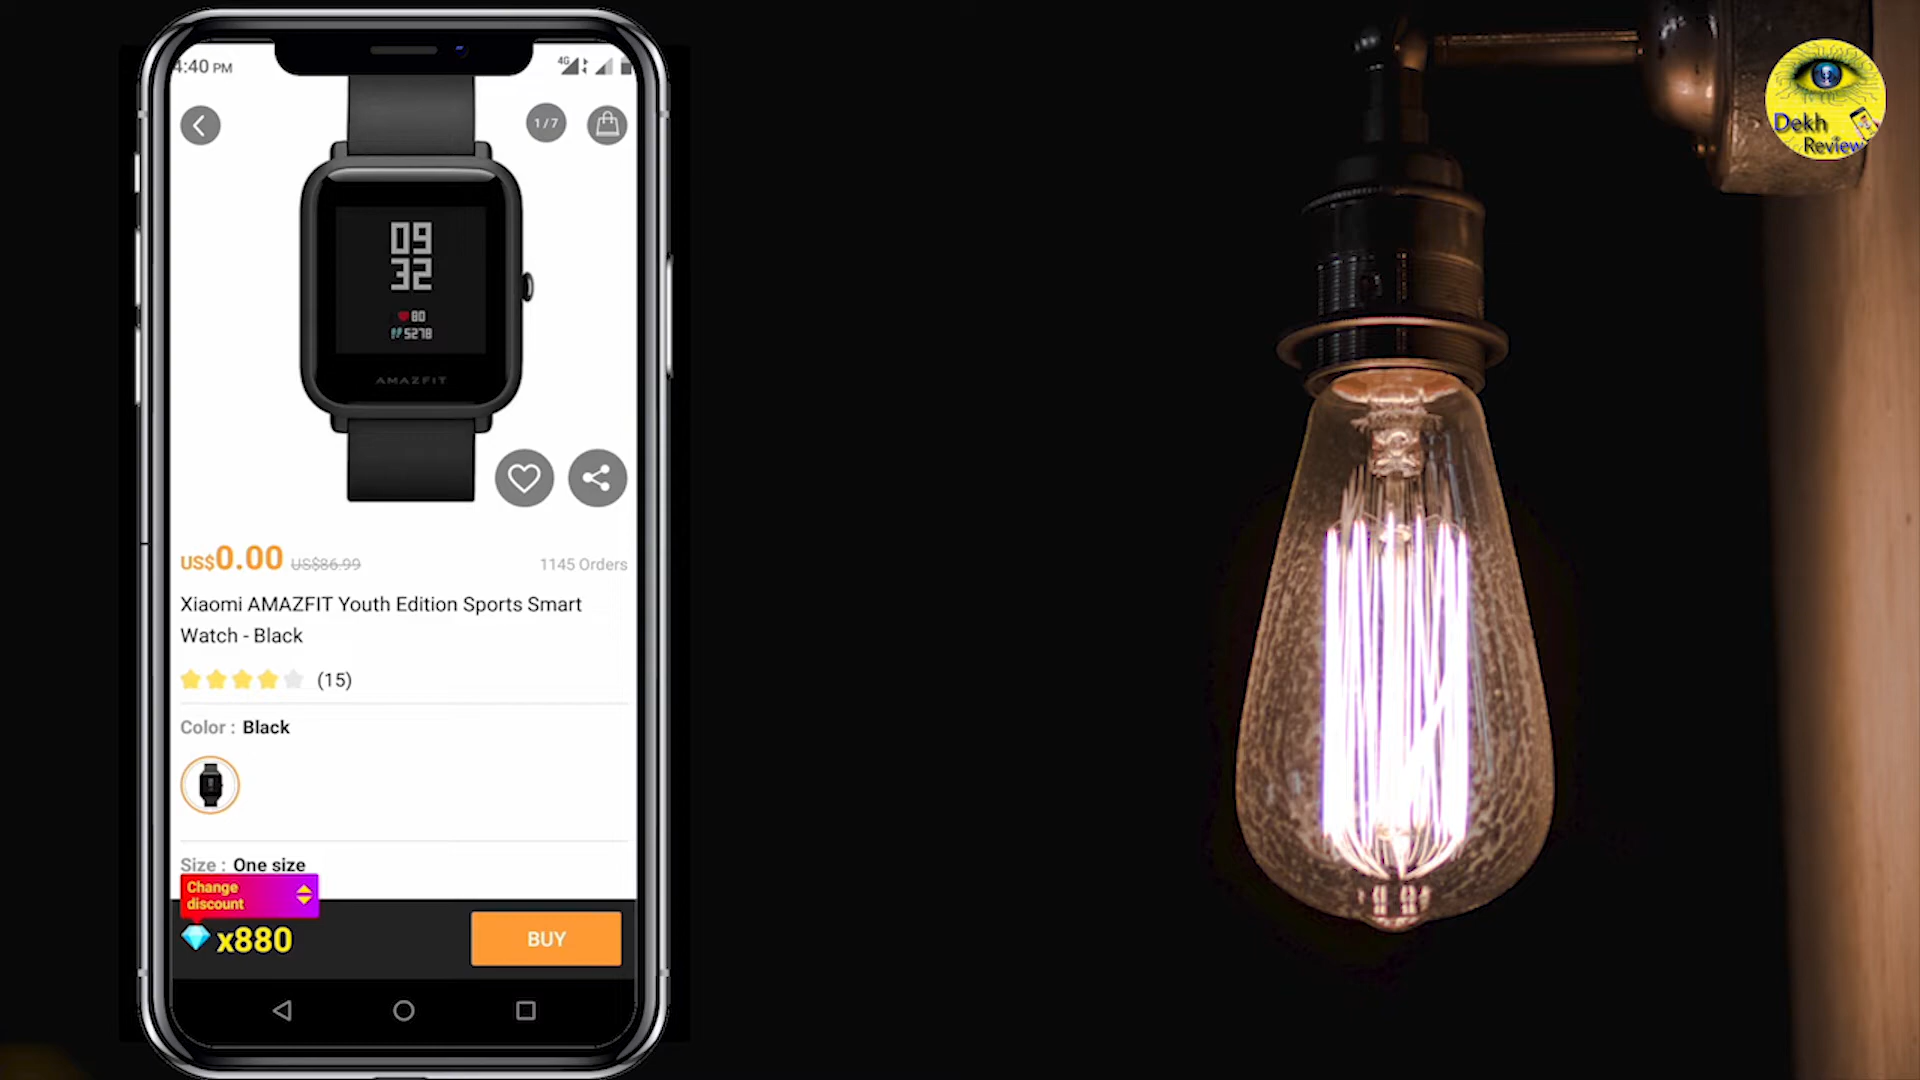 4:40 PM
4G
1/7
09
32
80
5278
AMAZFIT
US$0.00 US$86.99 1145 Orders
Xiaomi AMAZFIT Youth Edition Sports Smart
Watch - Black
(15)
Color : Black
Size : One size
Change
discount
x880
BUY
Dekh
Review